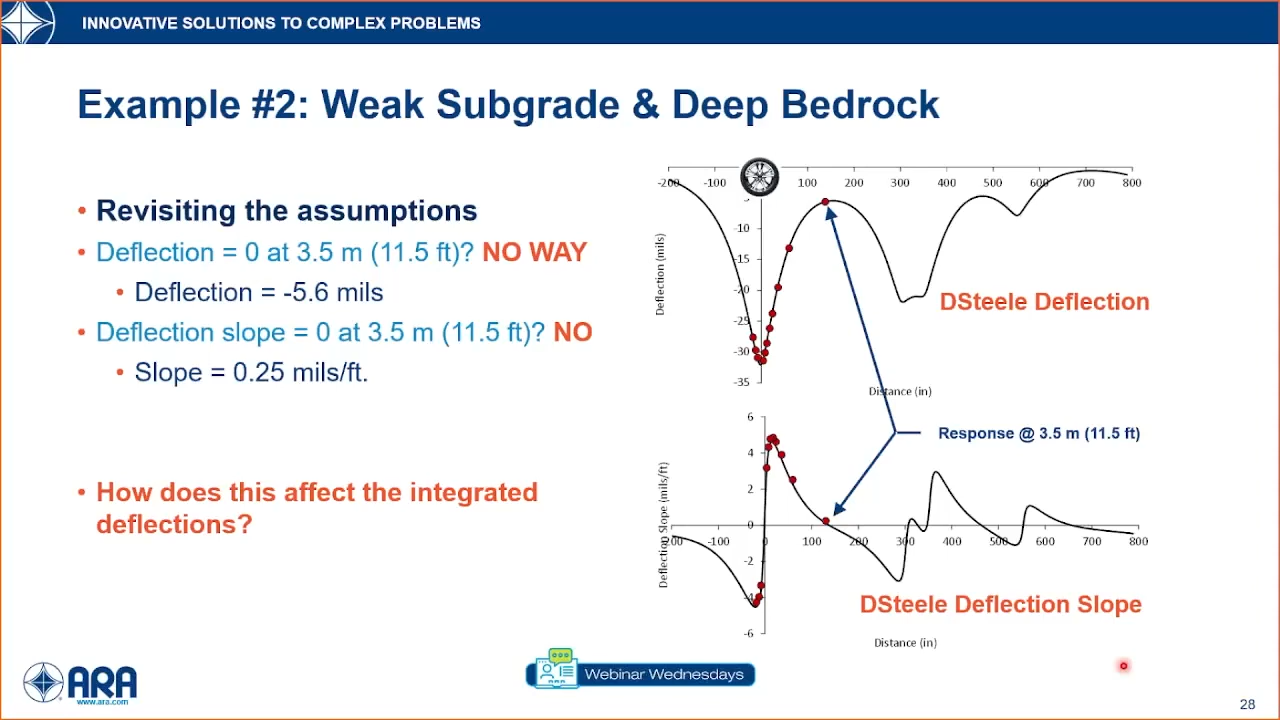 INNOVATIVE SOLUTIONS TO COMPLEX PROBLEMS
Example #2: Weak Subgrade & Deep Bedrock
• Revisiting the assumptions
• Deflection = 0 at 3.5 m (11.5 ft)? NO WAY
• Deflection = -5.6 mils
• Deflection slope = 0 at 3.5 m (11.5 ft)? NO
• Slope = 0.25 mils/ft.
• How does this affect the integrated
deflections?
-200 -100 100 200 300 400 500 600 700 800
5
-10
-15
-20
-25
-30
-35
Deflection (mils)
Distance (in)
DSteele Deflection
Response @ 3.5 m (11.5 ft)
6
4
2
0
-2
-4
-6
-200 -100 0 100 200 300 400 500 600 700 800
Deflection Slope (mils/ft)
DSteele Deflection Slope
Distance (in)
ARA
www.ara.com
Webinar Wednesdays
28